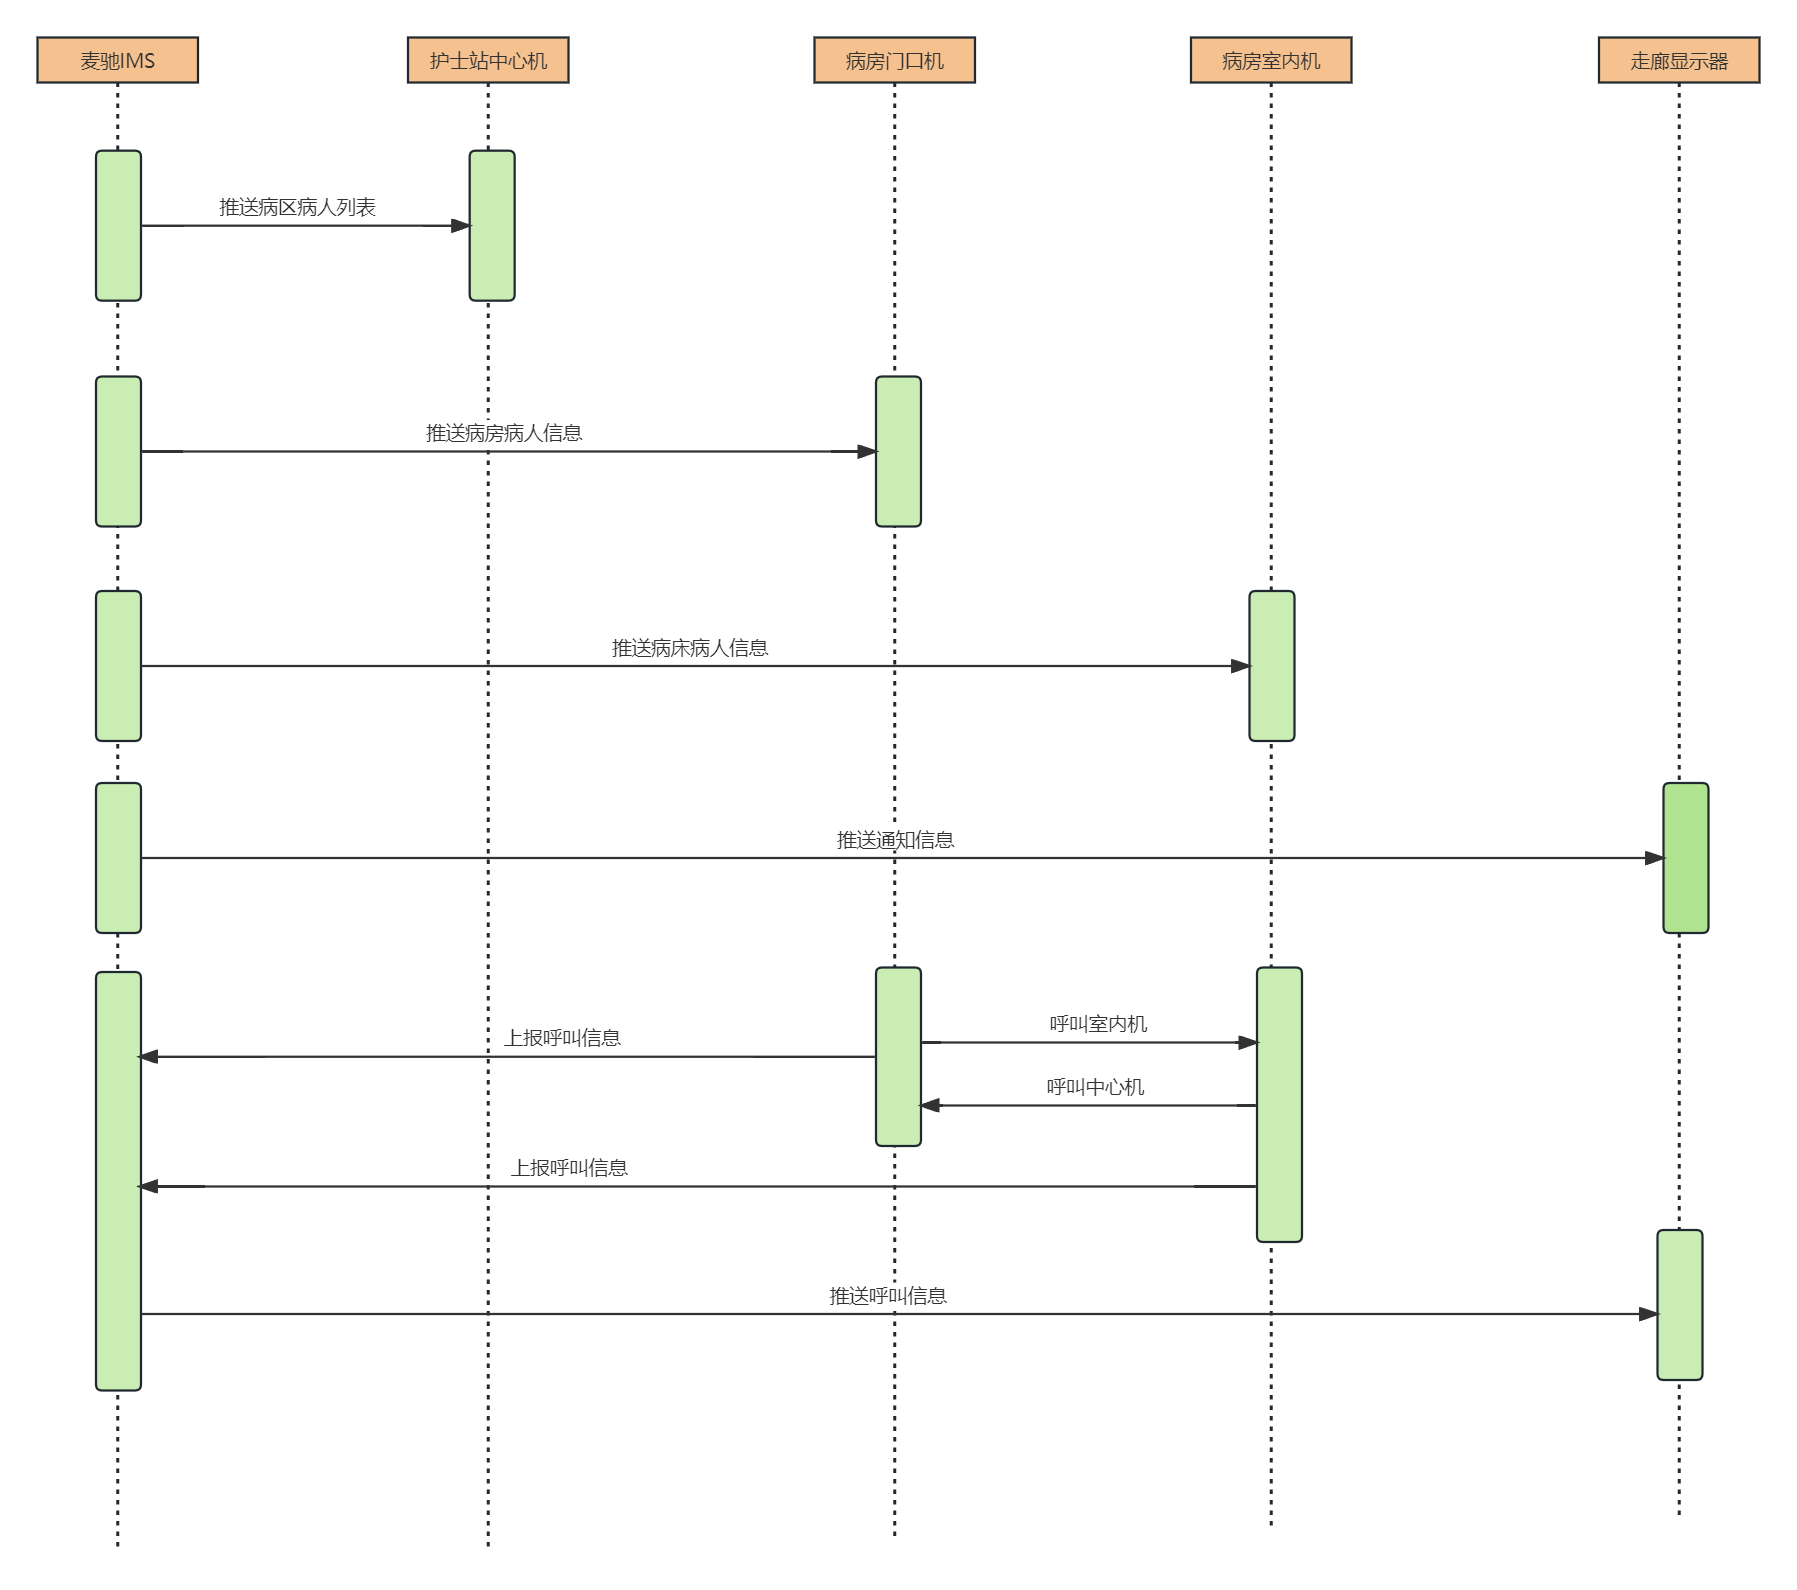 麦驰IMS
护士站中心机
病房门口机
病房室内机
走廊显示器
推送病区病人列表
推送病房病人信息
推送病床病人信息
推送通知信息
呼叫室内机
上报呼叫信息
呼叫中心机
上报呼叫信息
推送呼叫信息